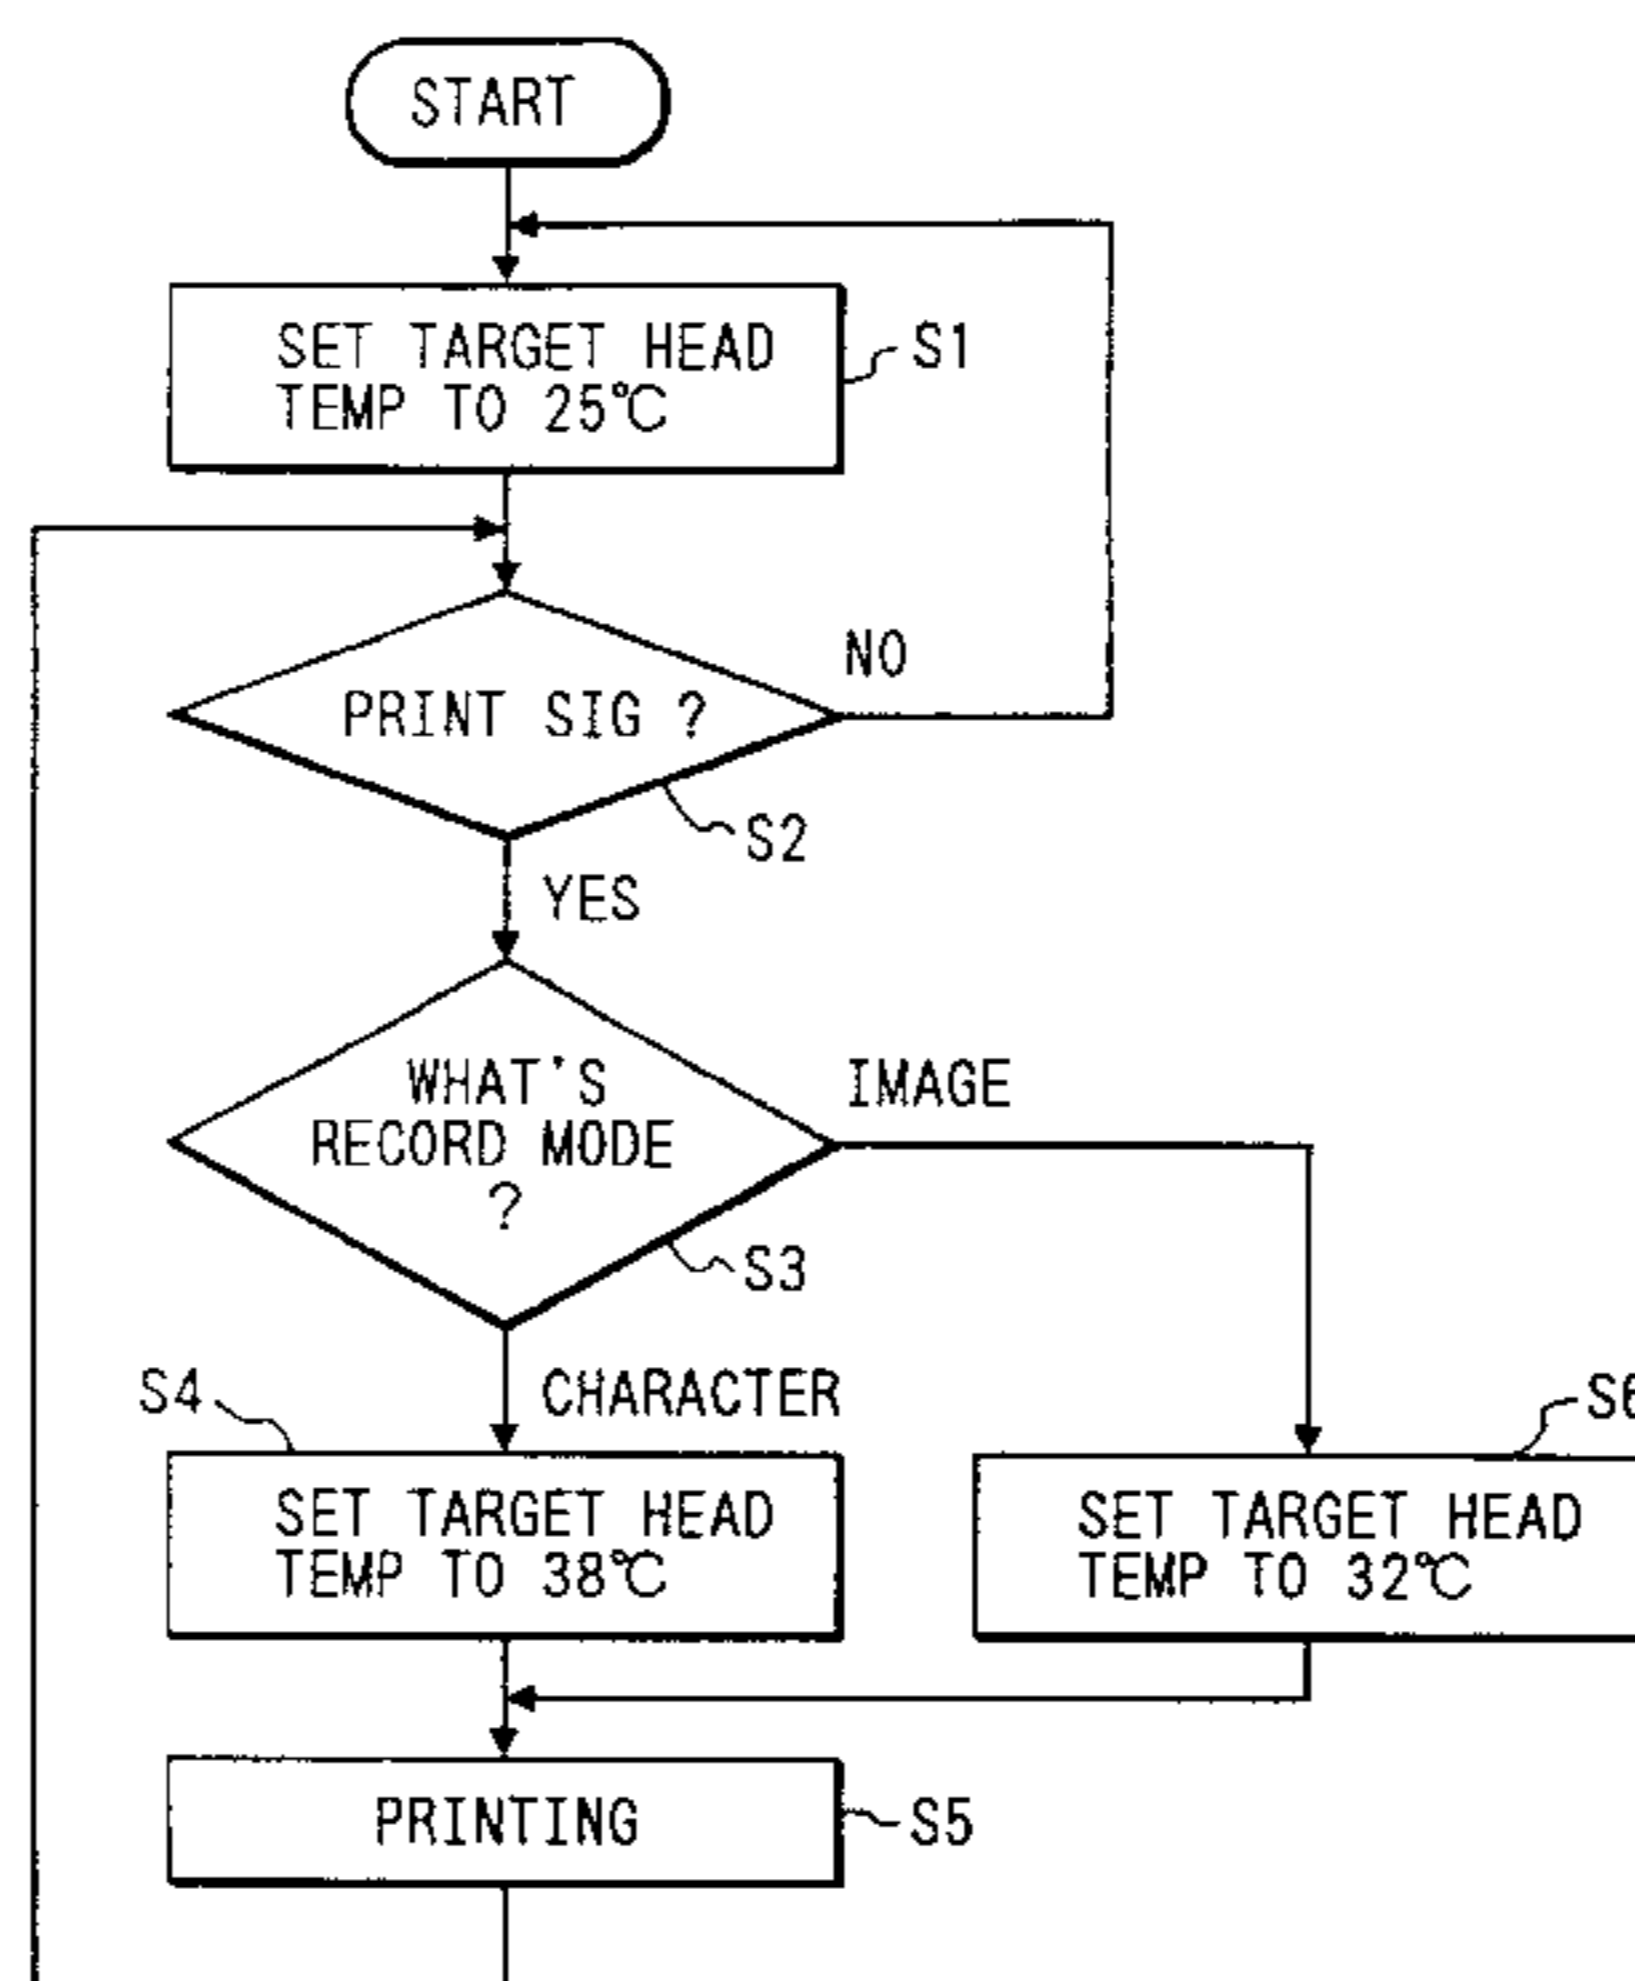 START
SET TARGET HEAD
TEMP TO 25℃
S1
NO
PRINT SIG ?
S2
YES
WHAT'S
RECORD MODE
?
IMAGE
S3
S4
CHARACTER
S6
SET TARGET HEAD
TEMP TO 38℃
SET TARGET HEAD
TEMP TO 32℃
PRINTING
S5